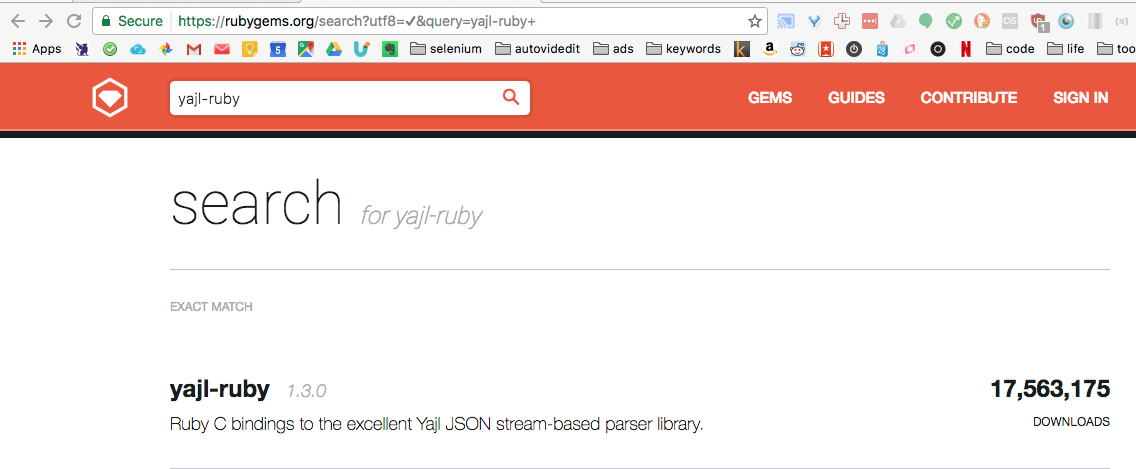 Secure https://rubygems.org/search?utf8=✓&query=yajl-ruby+
1
Apps 5 selenium autovidedit ads keywords k a N code life too
yajl-ruby GEMS GUIDES CONTRIBUTE SIGN IN
search for yajl-ruby
EXACT MATCH
yajl-ruby 1.3.0 17,563,175
Ruby C bindings to the excellent Yajl JSON stream-based parser library. DOWNLOADS